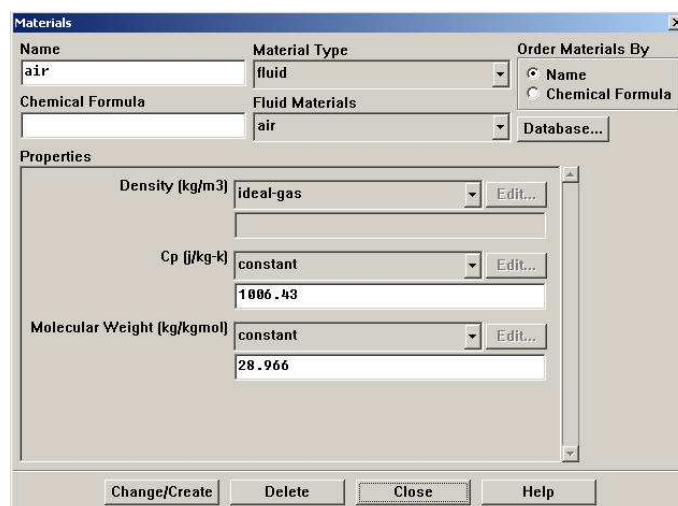 Materials
Name
Material Type
Order Materials By
air
fluid
Name
Chemical Formula
Chemical Formula
Fluid Materials
air
Database...
Properties
Density (kg/m3)
ideal-gas
Edit...
Cp (j/kg-k)
constant
Edit...
1006.43
Molecular Weight (kg/kgmol)
constant
Edit...
28.966
Change/Create
Delete
Close
Help